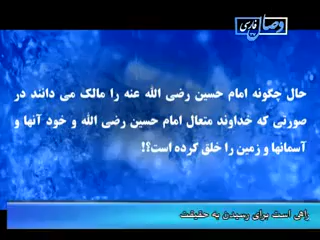 وصال فارسی
حال چگونه امام حسین رضی الله عنه را مالک می دانند در
صورتی که خداوند متعال امام حسین رضی الله و خود آنها و
آسمانها و زمین را خلق کرده است؟!
راهی است برای رسیدن به حقیقت